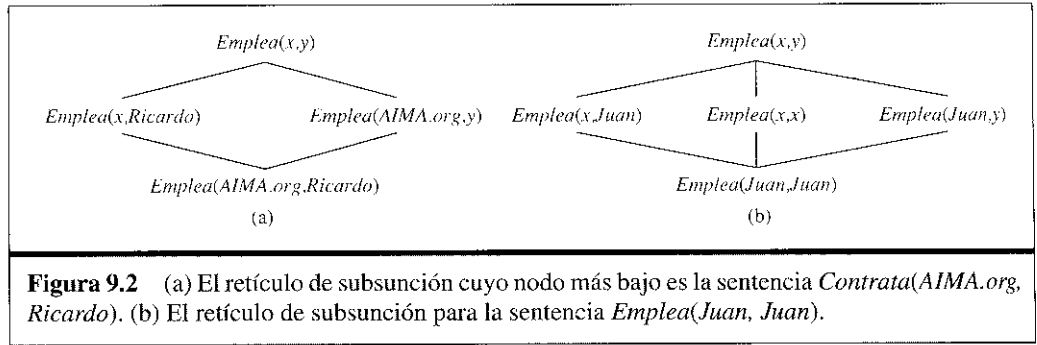 Emplea(x,y) Emplea(x,y)
Emplea(x,Ricardo) Emplea(AIMA.org,y) Emplea(x,Juan) Emplea(x,x) Emplea(Juan,y)
Emplea(AIMA.org,Ricardo) Emplea(Juan,Juan)
(a) (b)
Figura 9.2 (a) El retículo de subsunción cuyo nodo más bajo es la sentencia Contrata(AIMA.org,
Ricardo). (b) El retículo de subsunción para la sentencia Emplea(Juan, Juan).